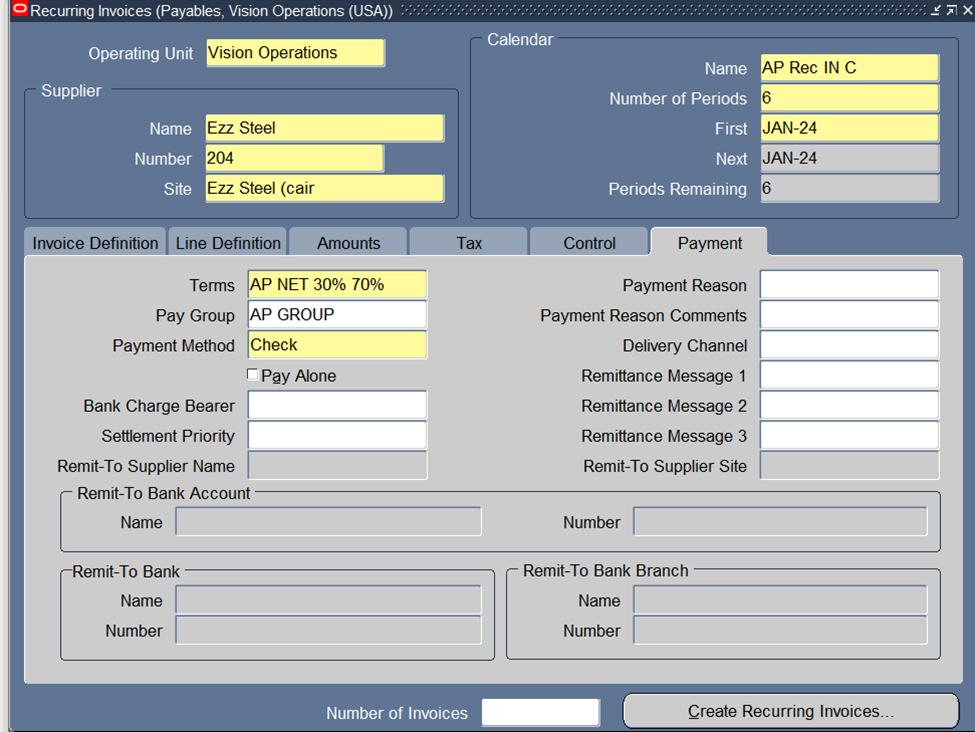 Recurring Invoices (Payables, Vision Operations (USA))
Operating Unit Vision Operations
Supplier
Name Ezz Steel
Number 204
Site Ezz Steel (cair
Calendar
Name AP Rec IN C
Number of Periods 6
First JAN-24
Next JAN-24
Periods Remaining 6
Invoice Definition Line Definition Amounts Tax Control Payment
Terms AP NET 30% 70%
Pay Group AP GROUP
Payment Method Check
Pay Alone
Bank Charge Bearer
Settlement Priority
Remit-To Supplier Name
Payment Reason
Payment Reason Comments
Delivery Channel
Remittance Message 1
Remittance Message 2
Remittance Message 3
Remit-To Supplier Site
Remit-To Bank Account
Name Number
Remit-To Bank
Name
Number
Remit-To Bank Branch
Name
Number
Number of Invoices Create Recurring Invoices...